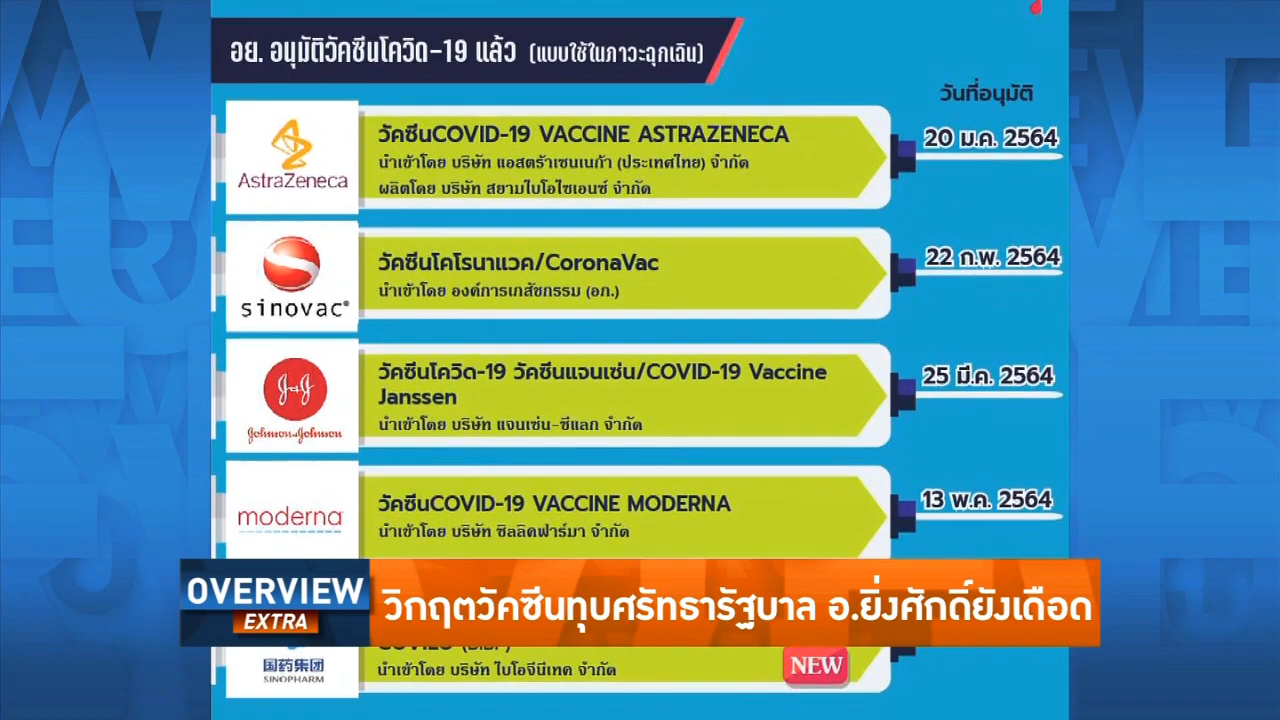 อย. อนุมัติวัคซีนโควิด-19 แล้ว (แบบใช้ในภาวะฉุกเฉิน)
วันที่อนุมัติ
AstraZeneca
วัคซีนCOVID-19 VACCINE ASTRAZENECA
นำเข้าโดย บริษัท แอสตร้าเซนเนก้า (ประเทศไทย) จำกัด
ผลิตโดย บริษัท สยามไบโอไซเอนซ์ จำกัด
20 ม.ค. 2564
sinovac®
วัคซีนโคโรนาแวค/CoronaVac
นำเข้าโดย องค์การเภสัชกรรม (อภ.)
22 ก.พ. 2564
J&J
Johnson&Johnson
วัคซีนโควิด-19 วัคซีนแจนเซ่น/COVID-19 Vaccine
Janssen
นำเข้าโดย บริษัท แจนเซ่น-ซีแลก จำกัด
25 มี.ค. 2564
moderna
วัคซีนCOVID-19 VACCINE MODERNA
นำเข้าโดย บริษัท ซิลลิคฟาร์มา จำกัด
13 พ.ค. 2564
OVERVIEW
EXTRA
วิกฤตวัคซีนทุบศรัทธารัฐบาล อ.ยิ่งศักดิ์ยังเดือด
国药集团
SINOPHARM
นำเข้าโดย บริษัท ไบโอจีนีเทค จำกัด
NEW